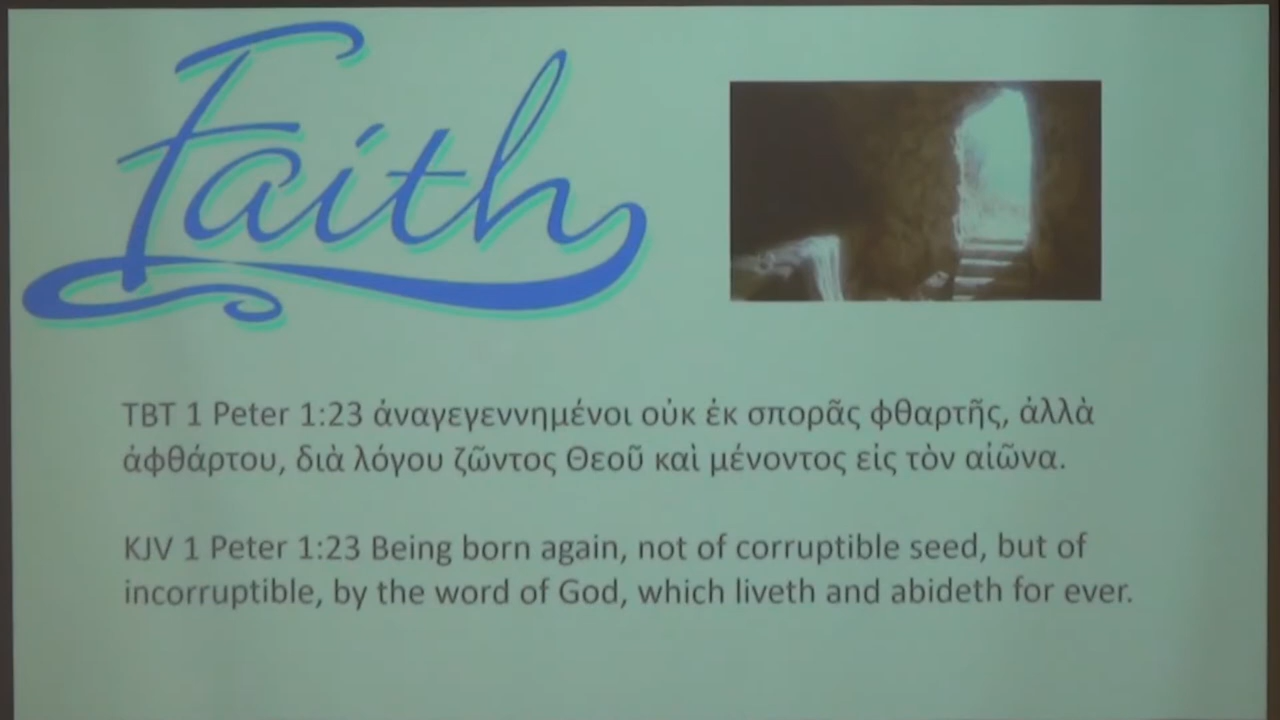 Faith
TBT 1 Peter 1:23 ἀναγεγεννημένοι οὐκ ἐκ σπορᾶς φθαρτῆς, ἀλλὰ
ἀφθάρτου, διὰ λόγου ζῶντος Θεοῦ καὶ μένοντος εἰς τὸν αἰῶνα.
KJV 1 Peter 1:23 Being born again, not of corruptible seed, but of
incorruptible, by the word of God, which liveth and abideth for ever.